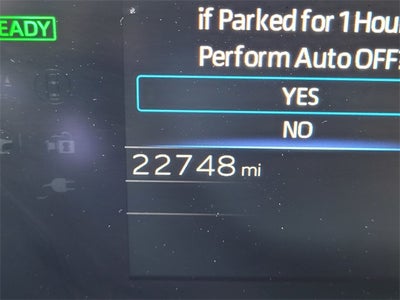 EADY
if Parked for 1 Hou
Perform Auto OFF?
YES
NO
22748 mi